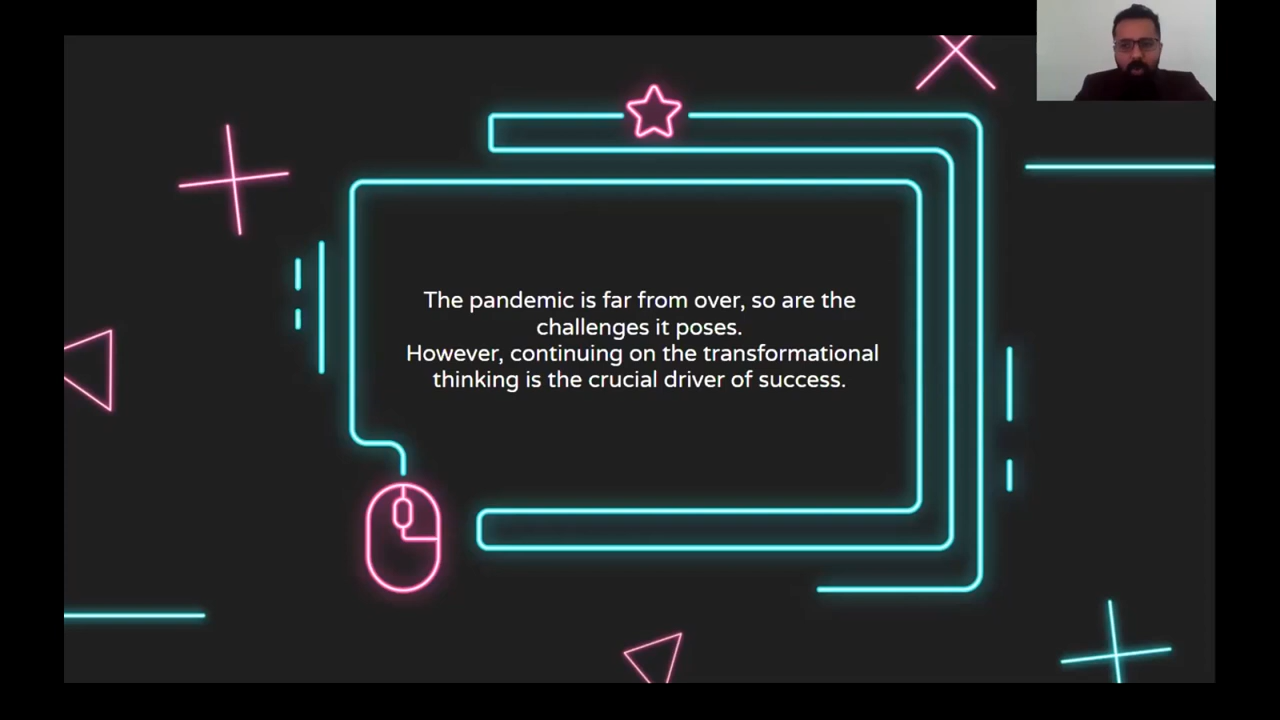 The pandemic is far from over, so are the
challenges it poses.
However, continuing on the transformational
thinking is the crucial driver of success.